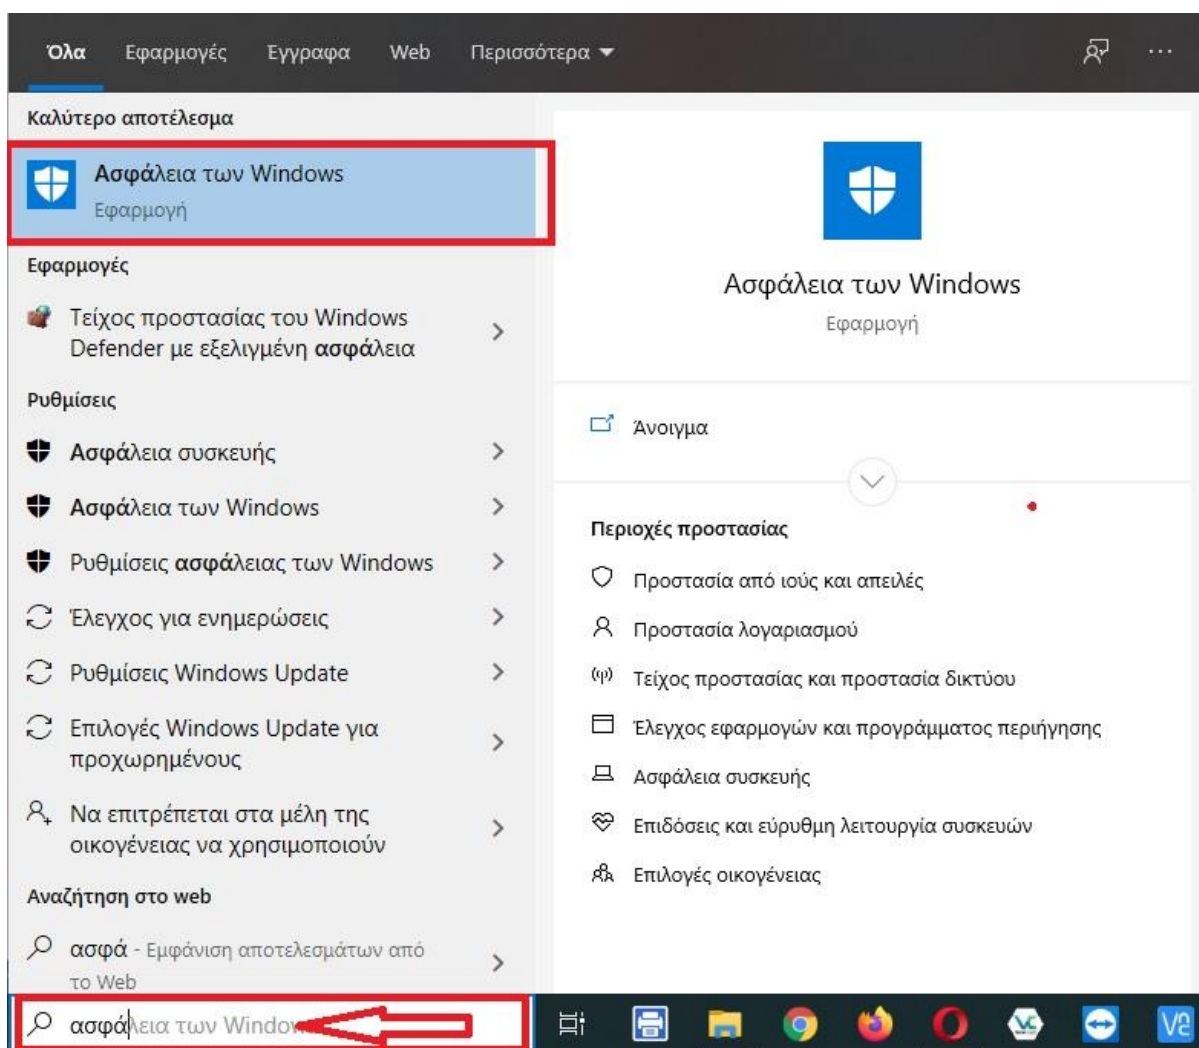 Όλα Εφαρμογές Έγγραφα Web Περισσότερα
Καλύτερο αποτέλεσμα
Ασφάλεια των Windows
Εφαρμογή
Εφαρμογές
Τείχος προστασίας του Windows
Defender με εξελιγμένη ασφάλεια
Ρυθμίσεις
Ασφάλεια συσκευής
Ασφάλεια των Windows
Ρυθμίσεις ασφάλειας των Windows
Έλεγχος για ενημερώσεις
Ρυθμίσεις Windows Update
Επιλογές Windows Update για
προχωρημένους
Να επιτρέπεται στα μέλη της
οικογένειας να χρησιμοποιούν
Αναζήτηση στο web
ασφά - Εμφάνιση αποτελεσμάτων από
το Web
ασφάλεια των Window
Ασφάλεια των Windows
Εφαρμογή
Άνοιγμα
Περιοχές προστασίας
Προστασία από ιούς και απειλές
Προστασία λογαριασμού
Τείχος προστασίας και προστασία δικτύου
Έλεγχος εφαρμογών και προγράμματος περιήγησης
Ασφάλεια συσκευής
Επιδόσεις και εύρυθμη λειτουργία συσκευών
Επιλογές οικογένειας